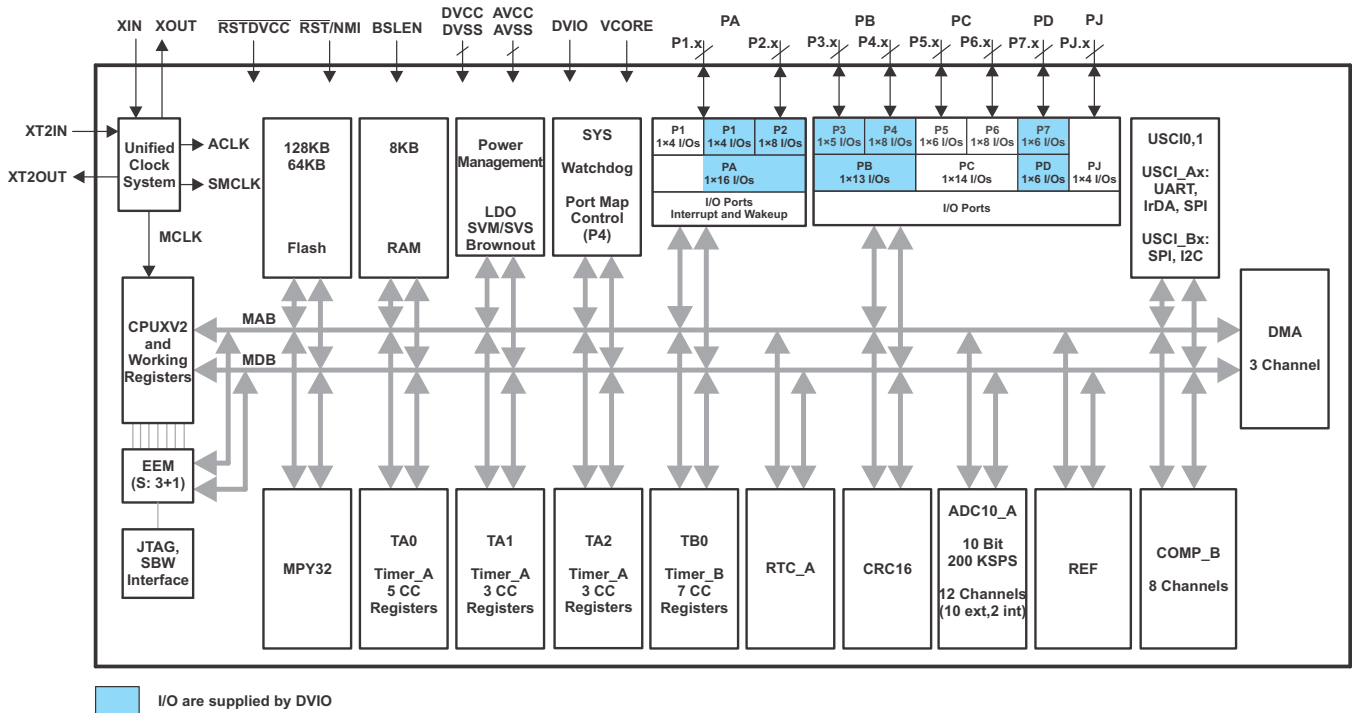 XIN XOUT RSTDVCC RST/NMI BSLEN DVCC DVSS AVCC AVSS DVIO VCORE
PA PB PC PD PJ
P1.x P2.x P3.x P4.x P5.x P6.x P7.x PJ.x
XT2IN
XT2OUT
Unified
Clock
System
ACLK
SMCLK
MCLK
128KB
64KB
Flash
8KB
RAM
Power
Management
LDO
SVM/SVS
Brownout
SYS
Watchdog
Port Map
Control
(P4)
P1
1×4 I/Os
P1
1×4 I/Os
P2
1×8 I/Os
PA
1×16 I/Os
I/O Ports
Interrupt and Wakeup
P3
1×5 I/Os
P4
1×8 I/Os
P5
1×6 I/Os
P6
1×8 I/Os
P7
1×6 I/Os
PB
1×13 I/Os
PC
1×14 I/Os
PD
1×6 I/Os
PJ
1×4 I/Os
I/O Ports
USCI0,1
USCI_Ax:
UART,
IrDA, SPI
USCI_Bx:
SPI, I2C
CPUXV2
and
Working
Registers
MAB
MDB
DMA
3 Channel
EEM
(S: 3+1)
JTAG,
SBW
Interface
MPY32
TA0
Timer_A
5 CC
Registers
TA1
Timer_A
3 CC
Registers
TA2
Timer_A
3 CC
Registers
TB0
Timer_B
7 CC
Registers
RTC_A
CRC16
ADC10_A
10 Bit
200 KSPS
12 Channels
(10 ext,2 int)
REF
COMP_B
8 Channels
I/O are supplied by DVIO